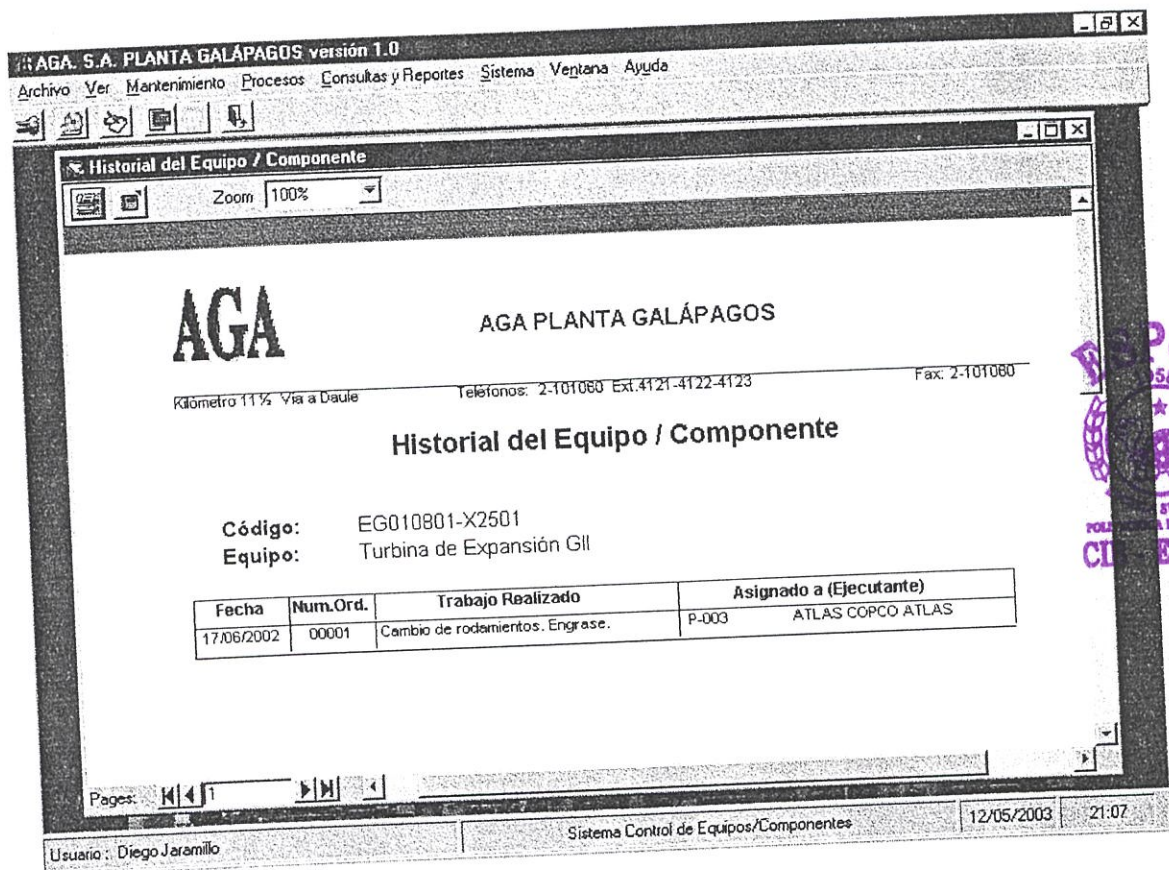 AGA. S.A. PLANTA GALÁPAGOS versión 1.0
Archivo Ver Mantenimiento Procesos Consultas y Reportes Sistema Ventana Ayuda
Historial del Equipo / Componente
Zoom 100%
AGA
AGA PLANTA GALÁPAGOS
Kilómetro 11 ½ Vía a Daule Teléfonos: 2-101060 Ext.4121-4122-4123 Fax: 2-101060
Historial del Equipo / Componente
Código: EG010801-X2501
Equipo: Turbina de Expansión GII
Fecha Num.Ord. Trabajo Realizado Asignado a (Ejecutante)
17/06/2002 00001 Cambio de rodamientos. Engrase. P-003 ATLAS COPCO ATLAS
Pages: 1
Usuario : Diego Jaramillo Sistema Control de Equipos/Componentes 12/05/2003 21:07